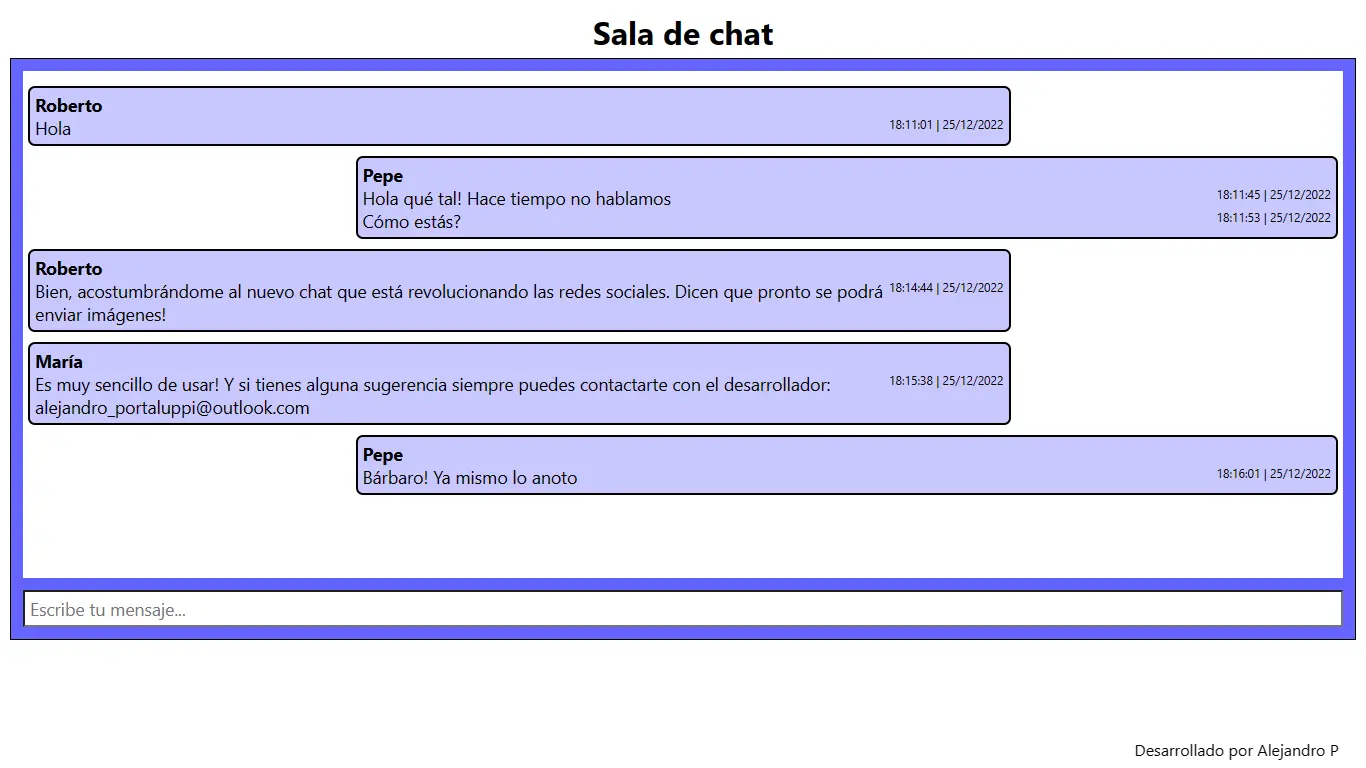 Sala de chat
Roberto
Hola 18:11:01 | 25/12/2022
Pepe
Hola qué tal! Hace tiempo no hablamos 18:11:45 | 25/12/2022
Cómo estás? 18:11:53 | 25/12/2022
Roberto
Bien, acostumbrándome al nuevo chat que está revolucionando las redes sociales. Dicen que pronto se podrá 18:14:44 | 25/12/2022
enviar imágenes!
María
Es muy sencillo de usar! Y si tienes alguna sugerencia siempre puedes contactarte con el desarrollador: 18:15:38 | 25/12/2022
alejandro_portaluppi@outlook.com
Pepe
Bárbaro! Ya mismo lo anoto 18:16:01 | 25/12/2022
Escribe tu mensaje...
Desarrollado por Alejandro P